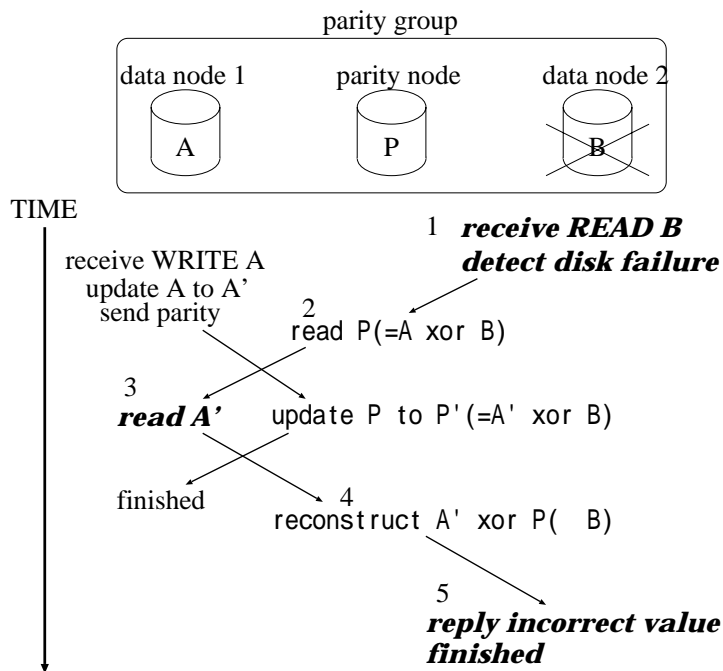 parity group
data node 1 parity node data node 2
A P B
TIME
1 receive READ B
detect disk failure
receive WRITE A
update A to A'
send parity
2
read P(=A xor B)
3
read A' update P to P'(=A' xor B)
finished
4
reconstruct A' xor P( B)
5
reply incorrect value
finished